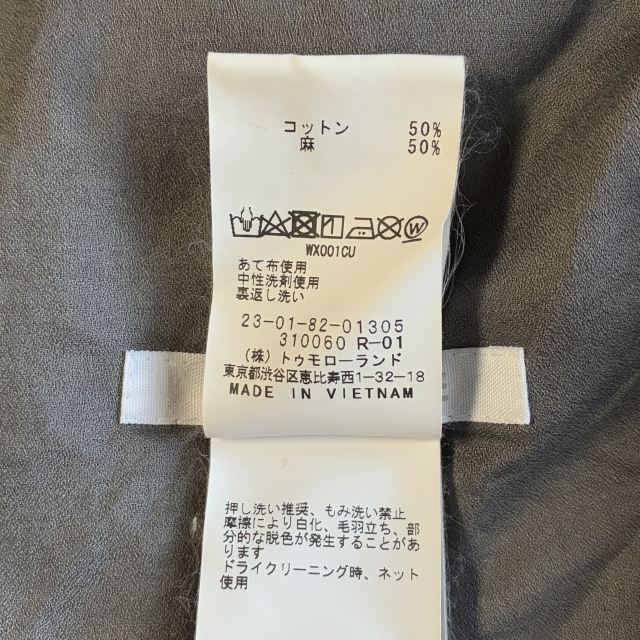 コットン 50%
麻 50%
WX001CU
あて布使用
中性洗剤使用
裏返し洗い
23-01-82-01305
310060 R-01
(株)トゥモローランド
東京都渋谷区恵比寿西1-32-18
MADE IN VIETNAM
押し洗い推奨、もみ洗い禁止
摩擦により白化、毛羽立ち、部
分的な脱色が発生することがあ
ります。
ドライクリーニング時、ネット
使用